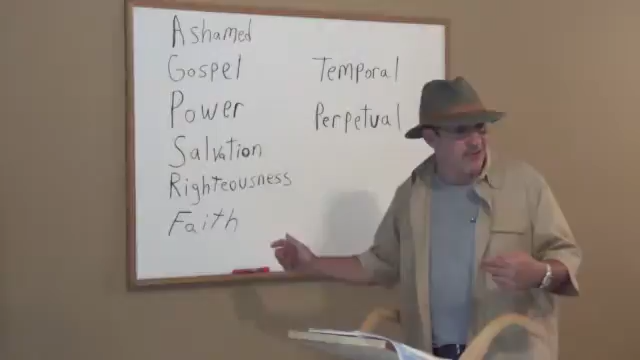 Ashamed
Gospel
Power
Salvation
Righteousness
Faith
Temporal
Perpetual